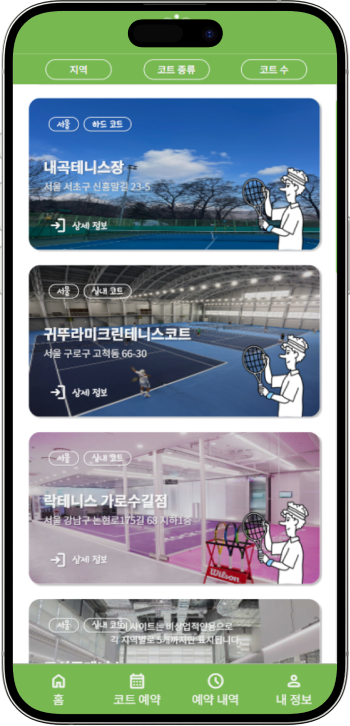 지역 코트 종류 코트 수
서울 하드 코트
내곡테니스장
서울 서초구 신흥말길 23-5
상세 정보
서울 실내 코트
귀뚜라미크린테니스코트
서울 구로구 고척동 66-30
상세 정보
서울 실내 코트
락테니스 가로수길점
서울 강남구 논현로175길 68 지하1층
상세 정보
Wilson
서울 실내 코트
이 사이트는 비상업적인용으로
각 지역별로 5개까지만 표시됩니다.
홈 코트 예약 예약 내역 내 정보